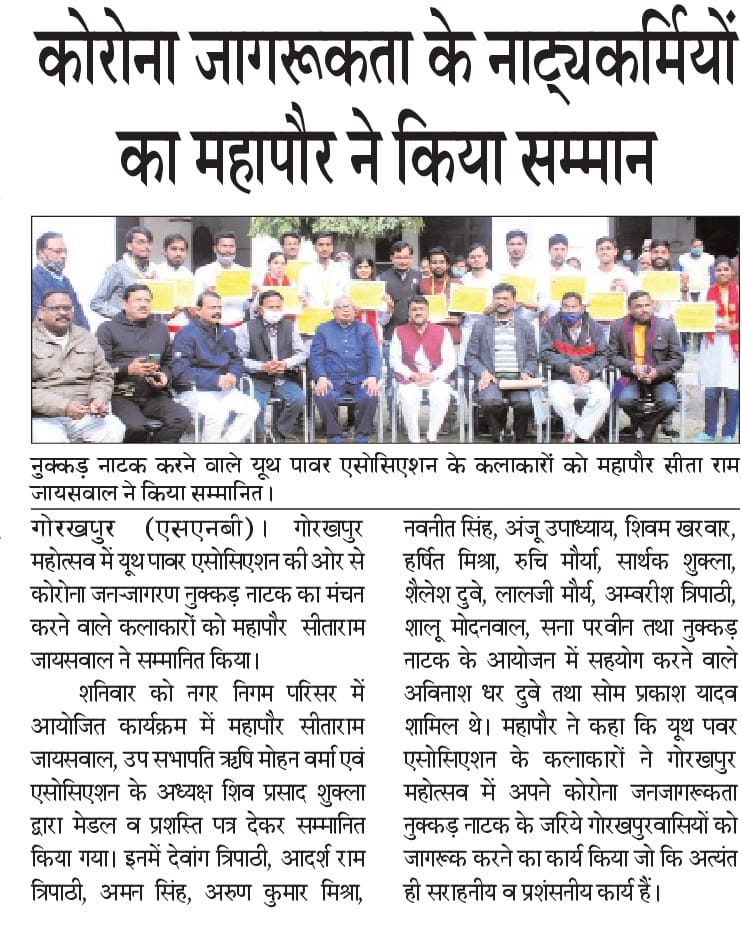 कोरोना जागरूकता के नाट्यकर्मियों
का महापौर ने किया सम्मान
नुक्कड़ नाटक करने वाले यूथ पावर एसोसिएशन के कलाकारों को महापौर सीता राम
जायसवाल ने किया सम्मानित।
गोरखपुर (एसएनबी)। गोरखपुर
महोत्सव में यूथ पावर एसोसिएशन की ओर से
कोरोना जन-जागरण नुक्कड़ नाटक का मंचन
करने वाले कलाकारों को महापौर सीताराम
जायसवाल ने सम्मानित किया।
शनिवार को नगर निगम परिसर में
आयोजित कार्यक्रम में महापौर सीताराम
जायसवाल, उप सभापति ऋषि मोहन वर्मा एवं
एसोसिएशन के अध्यक्ष शिव प्रसाद शुक्ला
द्वारा मेडल व प्रशस्ति पत्र देकर सम्मानित
किया गया। इनमें देवांग त्रिपाठी, आदर्श राम
त्रिपाठी, अमन सिंह, अरुण कुमार मिश्रा,
नवनीत सिंह, अंजू उपाध्याय, शिवम खरवार,
हर्षित मिश्रा, रुचि मौर्या, सार्थक शुक्ला,
शैलेश दुवे, लालजी मौर्य, अम्वरीश त्रिपाठी,
शालू मोदनवाल, सना परवीन तथा नुक्कड़
नाटक के आयोजन में सहयोग करने वाले
अविनाश धर दुवे तथा सोम प्रकाश यादव
शामिल थे। महापौर ने कहा कि यूथ पवर
एसोसिएशन के कलाकारों ने गोरखपुर
महोत्सव में अपने कोरोना जनजागरूकता
नुक्कड़ नाटक के जरिये गोरखपुरवासियों को
जागरूक करने का कार्य किया जो कि अत्यंत
ही सराहनीय व प्रशंसनीय कार्य हैं।